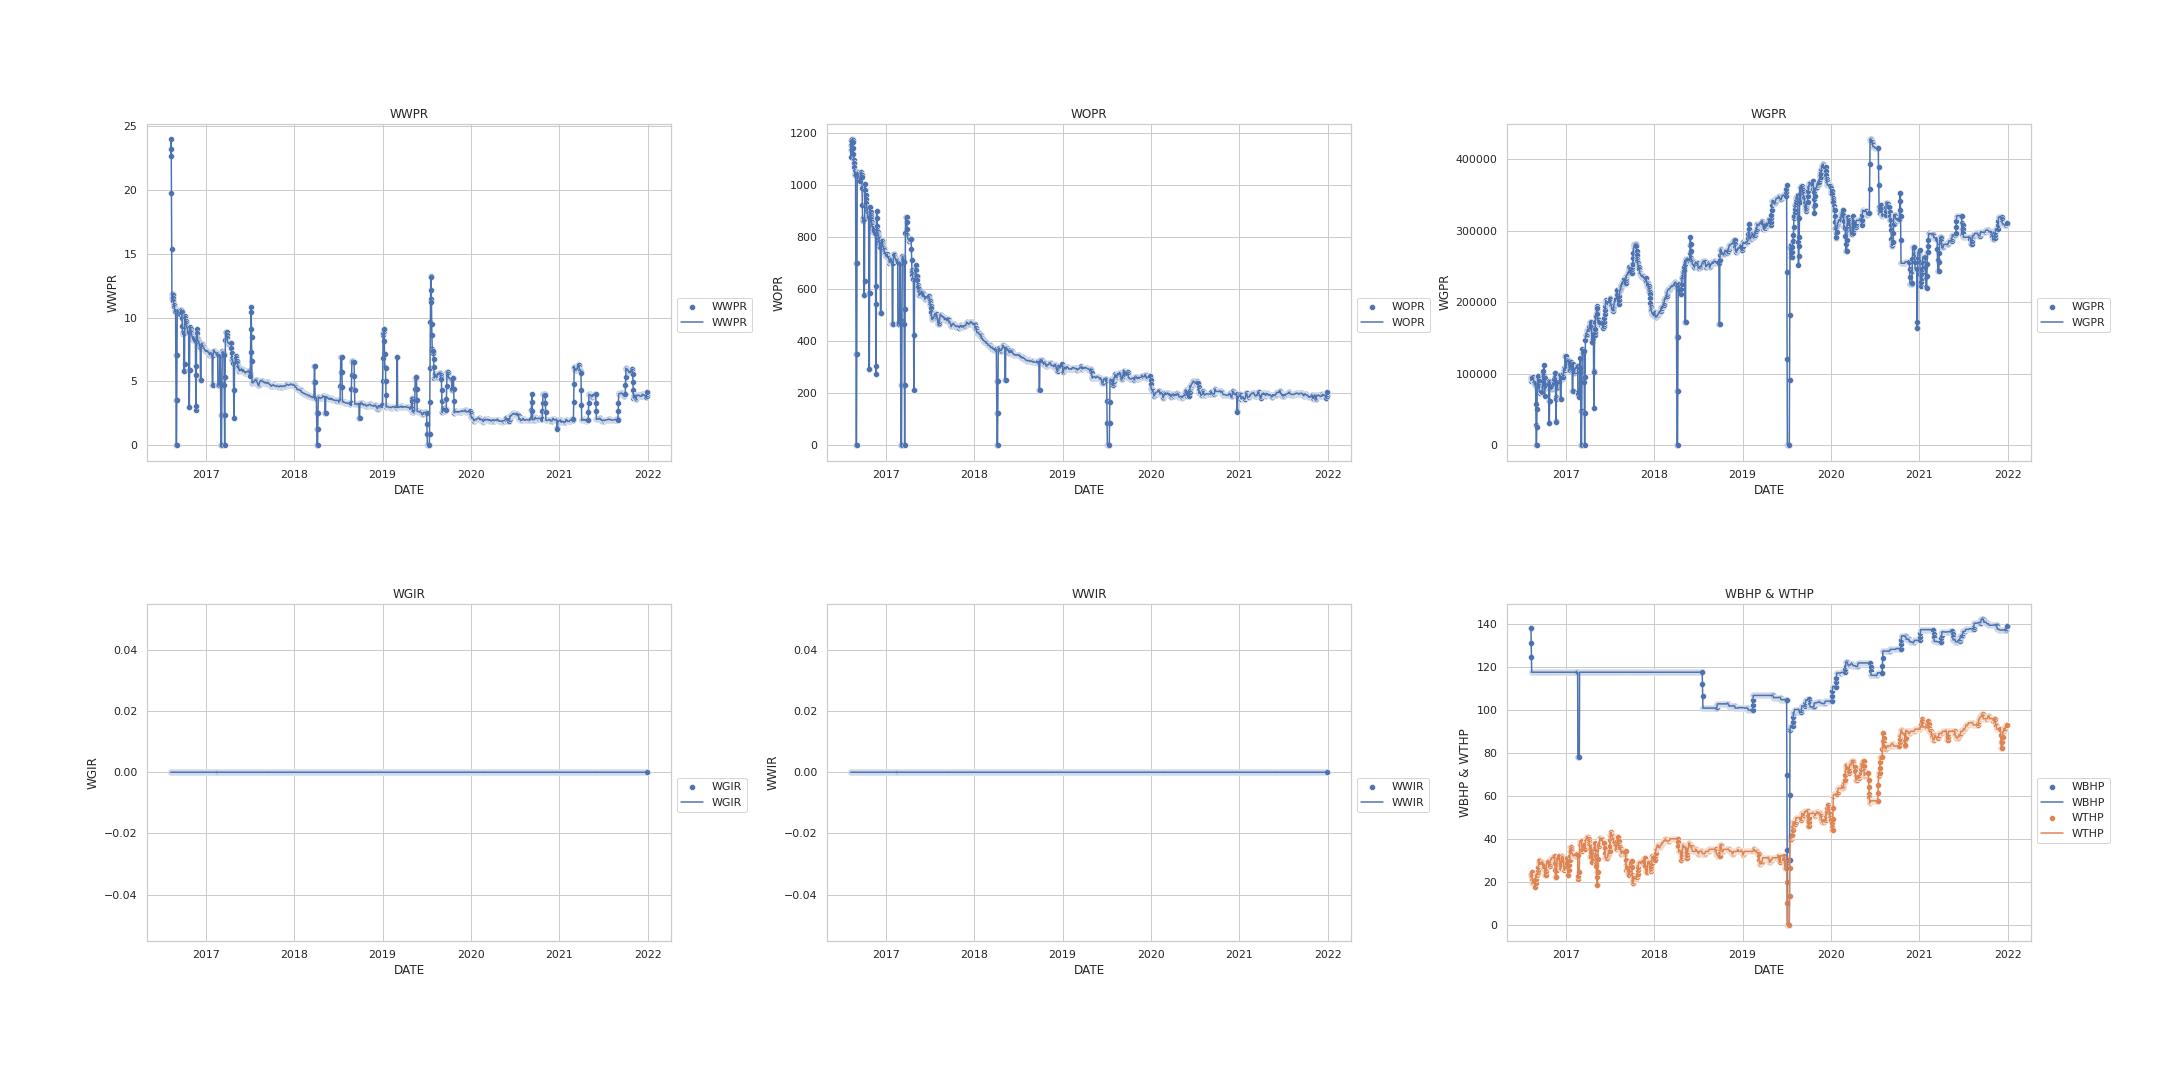 WWPR
25
20
15
10
5
0
WWPR
2017 2018 2019 2020 2021 2022
DATE
WWPR
WWPR
WOPR
1200
1000
800
600
400
200
0
WOPR
2017 2018 2019 2020 2021 2022
DATE
WOPR
WOPR
WGPR
400000
300000
200000
100000
0
WGPR
2017 2018 2019 2020 2021 2022
DATE
WGPR
WGPR
WGIR
0.04
0.02
0.00
−0.02
−0.04
WGIR
2017 2018 2019 2020 2021 2022
DATE
WGIR
WGIR
WWIR
0.04
0.02
0.00
−0.02
−0.04
WWIR
2017 2018 2019 2020 2021 2022
DATE
WWIR
WWIR
WBHP & WTHP
140
120
100
80
60
40
20
0
WBHP & WTHP
2017 2018 2019 2020 2021 2022
DATE
WBHP
WBHP
WTHP
WTHP